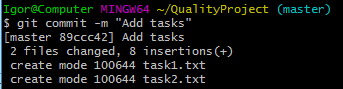 Igor@Computer MINGW64 ~/QualityProject (master)
$ git commit -m "Add tasks"
[master 89ccc42] Add tasks
 2 files changed, 8 insertions(+)
 create mode 100644 task1.txt
 create mode 100644 task2.txt